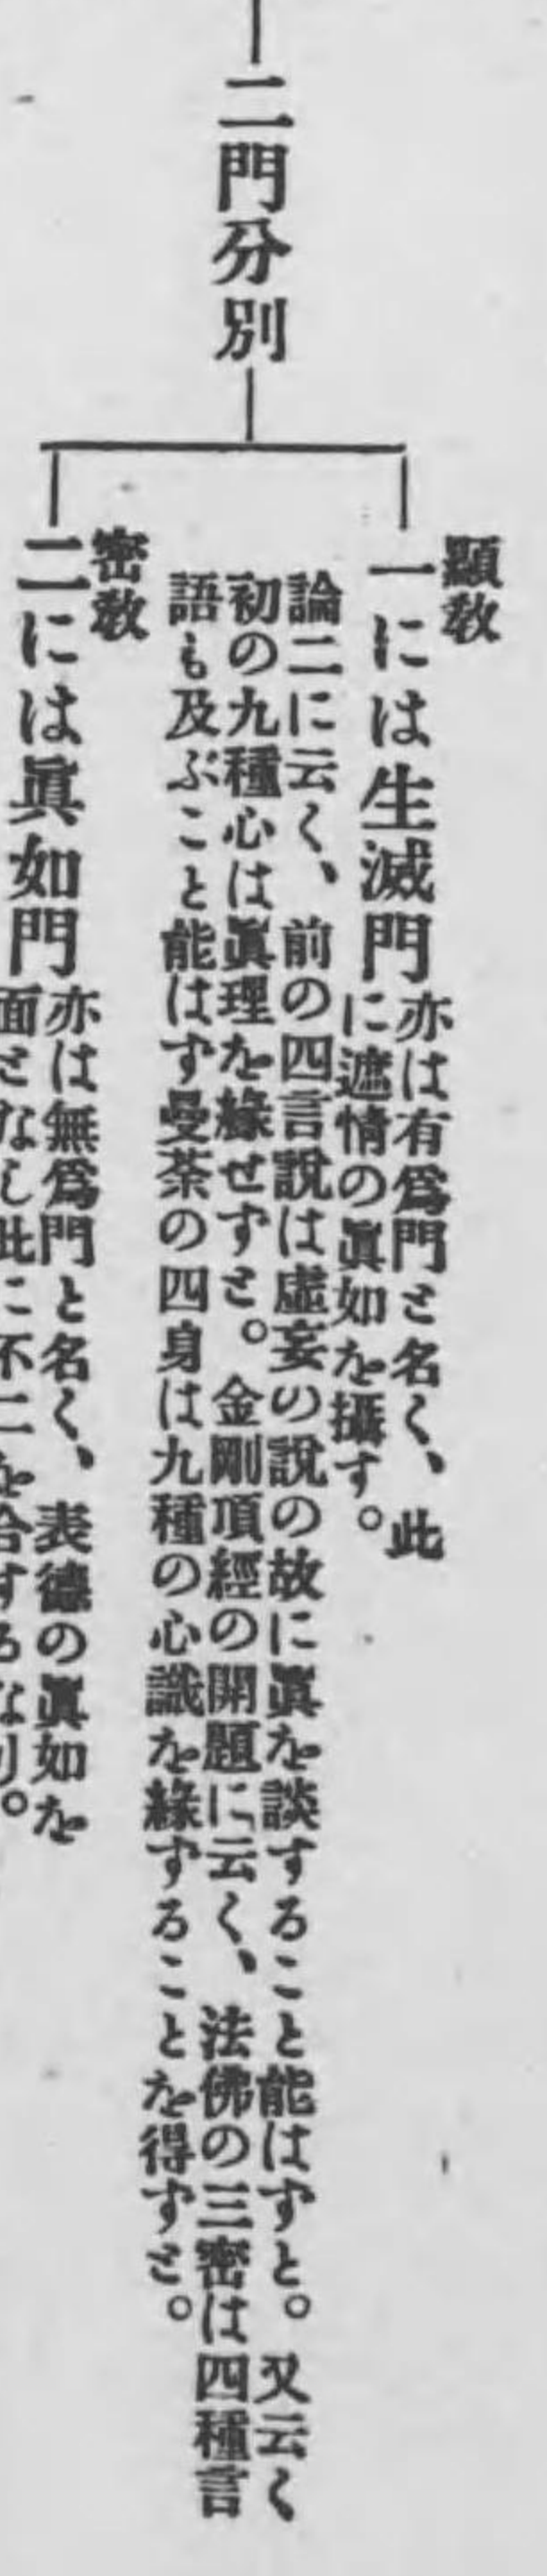 二門分別
顯教
一には生滅門
亦は有爲門と名く、此
に遮情の眞如を攝す。
論二に云く、前の四言說は虛妄の說の故に眞を談すること能はずと。又云く
初の九種心は眞理を緣せずと。金剛頂經の開題に云く、法佛の三密は四種言
語も及ぶこと能はず曼荼の四身は九種の心識を緣することを得ずと。
密教
二には眞如門
亦は無爲門と名く、表德の眞如を
面となし此に不二を合するなり。